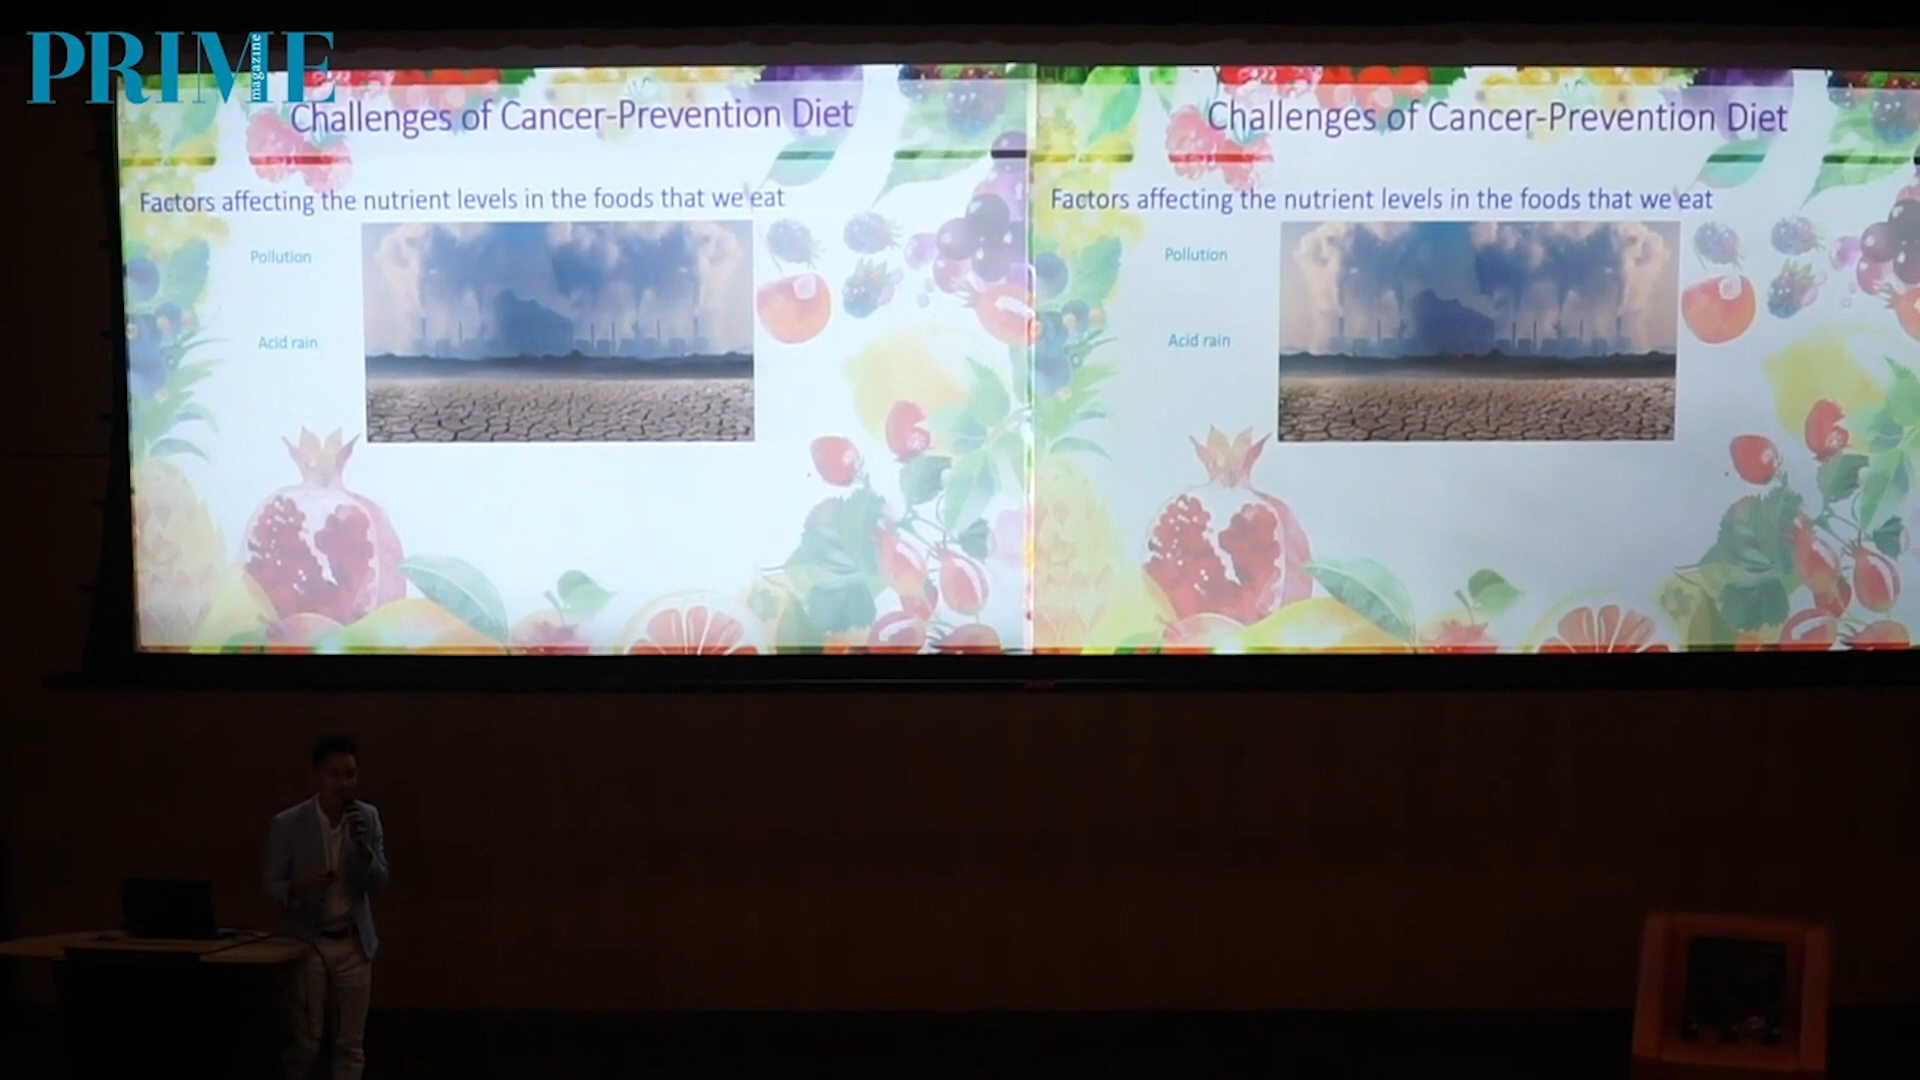 PRIME
magazine
Challenges of Cancer-Prevention Diet
Factors affecting the nutrient levels in the foods that we eat
Pollution
Acid rain
Challenges of Cancer-Prevention Diet
Factors affecting the nutrient levels in the foods that we eat
Pollution
Acid rain